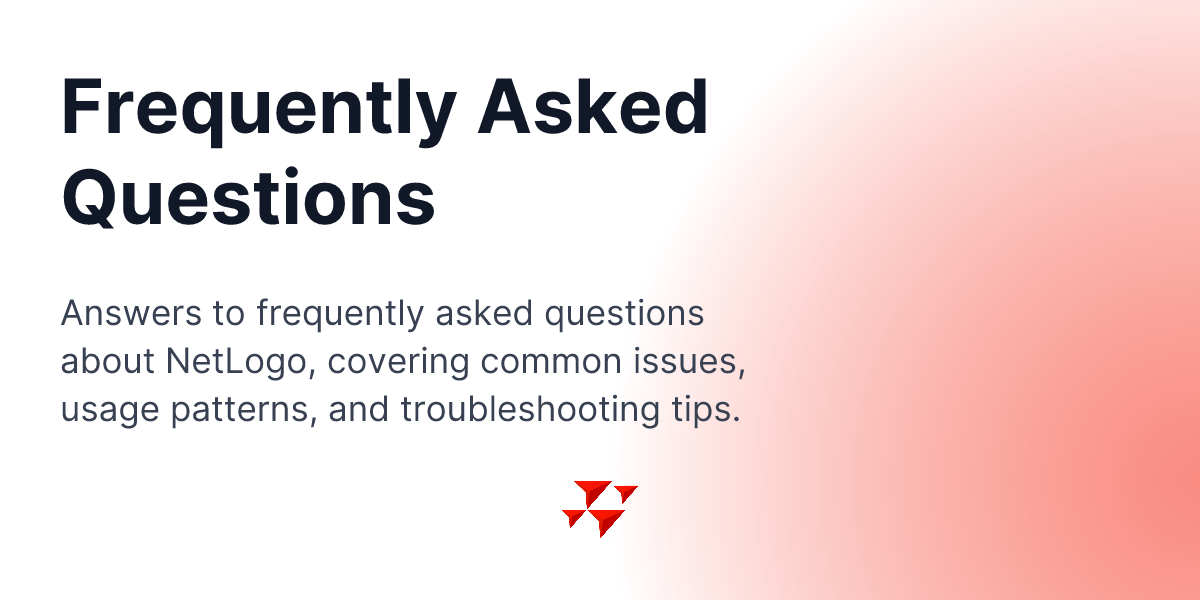 Frequently Asked
Questions
Answers to frequently asked questions
about NetLogo, covering common issues,
usage patterns, and troubleshooting tips.